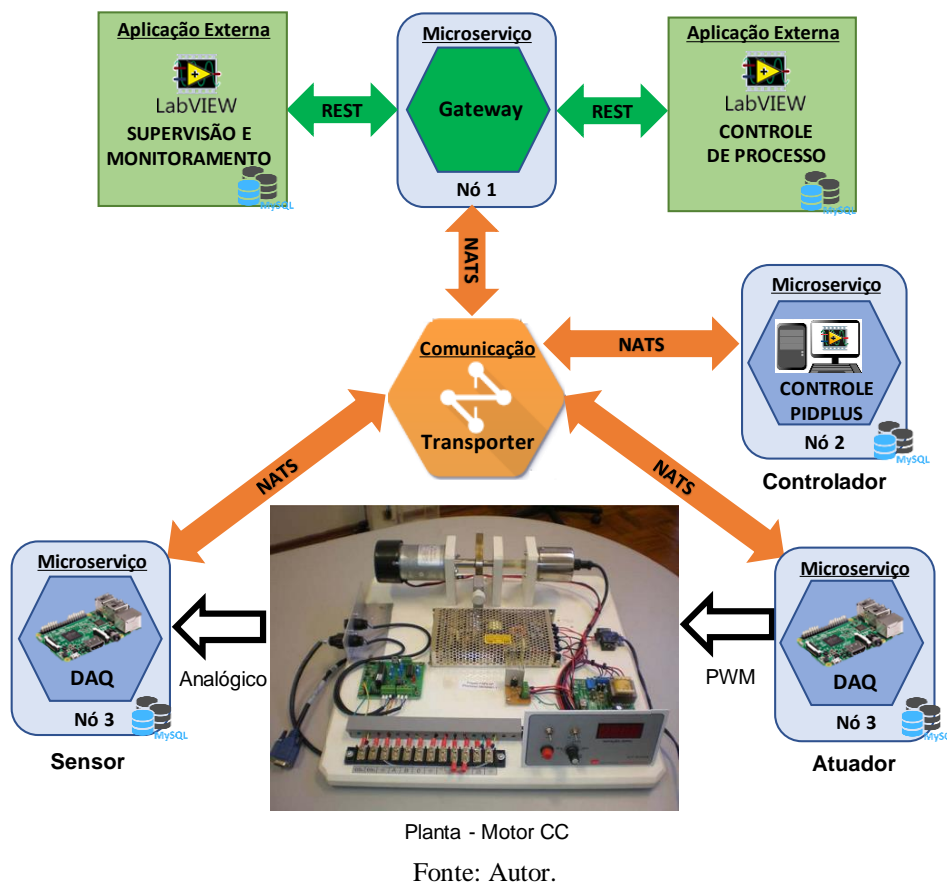 Aplicação Externa
LabVIEW
SUPERVISÃO E
MONITORAMENTO
MySQL
REST
Microserviço
Gateway
Nó 1
REST
Aplicação Externa
LabVIEW
CONTROLE
DE PROCESSO
MySQL
NATS
Comunicação
Transporter
NATS
Microserviço
CONTROLE
PIDPLUS
Nó 2
MySQL
Controlador
NATS
NATS
Microserviço
DAQ
Nó 3
MySQL
Sensor
Analógico
PWM
Microserviço
DAQ
Nó 3
MySQL
Atuador
Planta - Motor CC
Fonte: Autor.